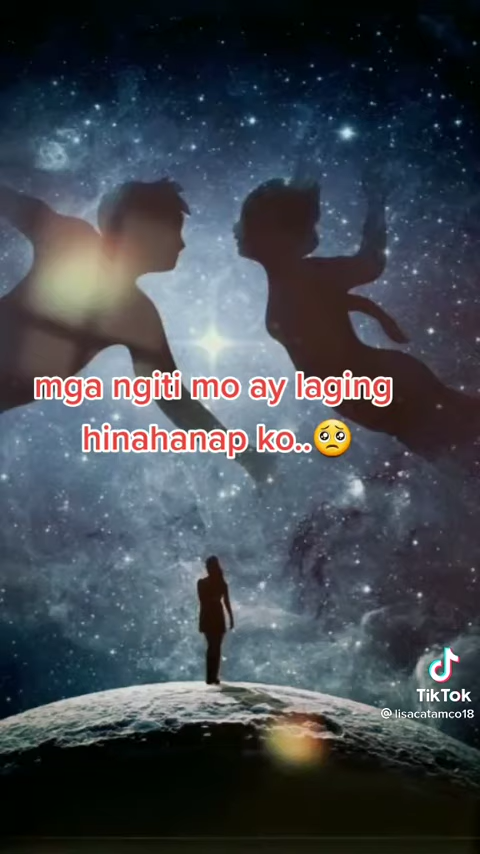 mga ngiti mo ay laging
hinahanap ko..🥺
TikTok
@lisacatamco18